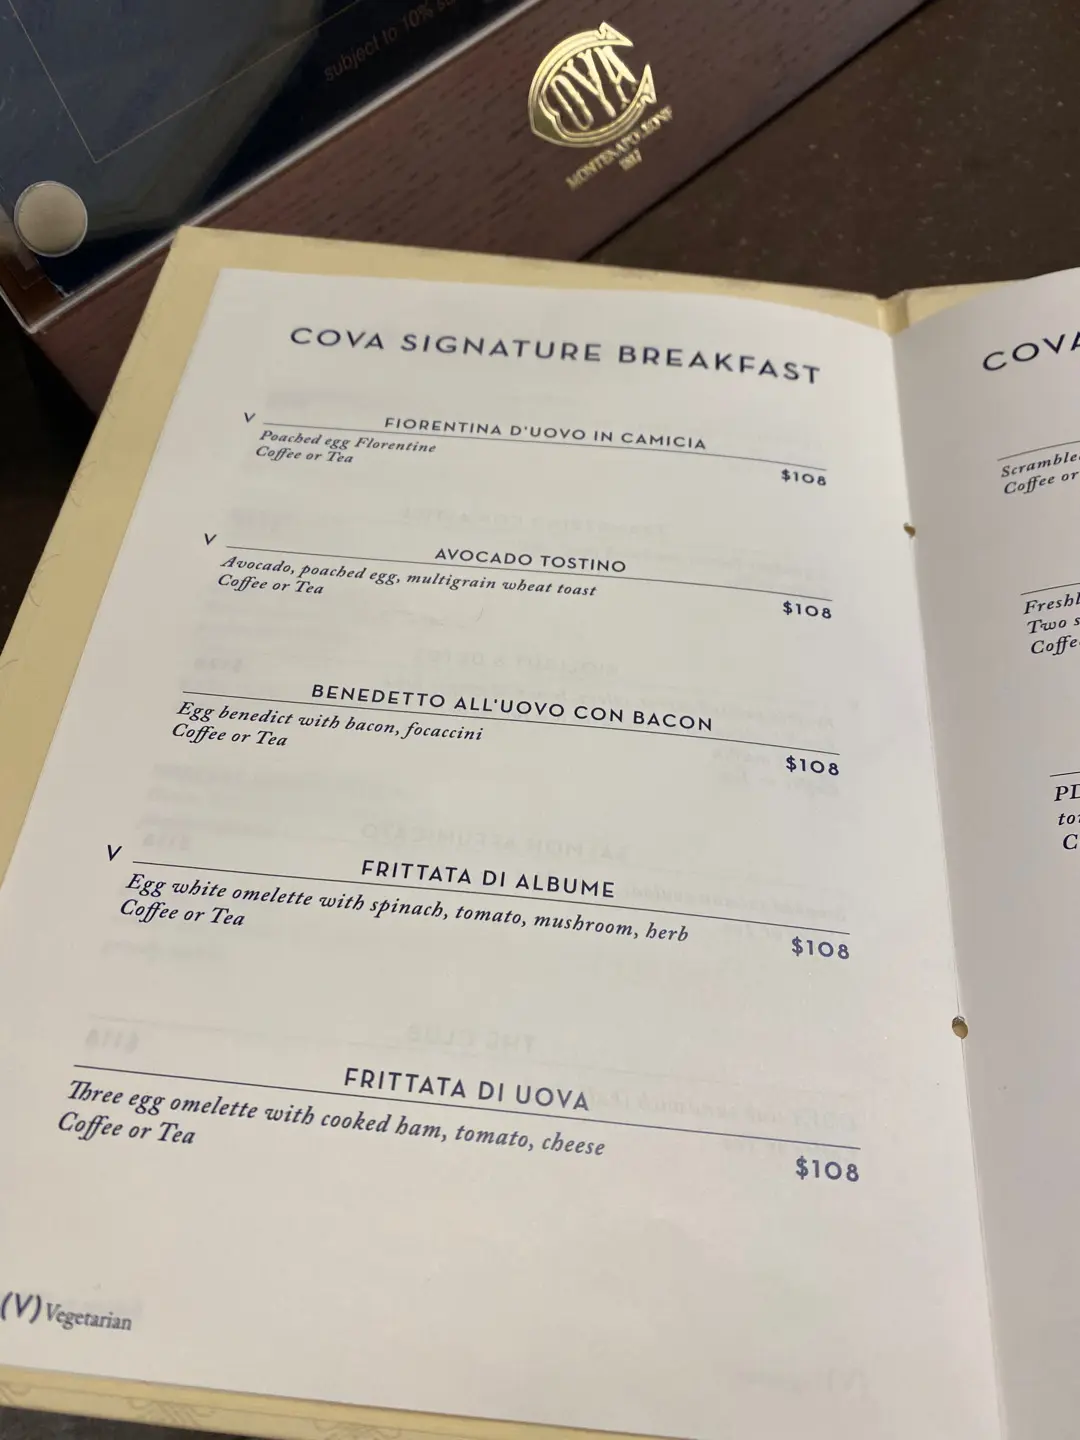 subject to 10%
COVA
MONTENAPOLEONE
1817
COVA SIGNATURE BREAKFAST
V FIORENTINA D'UOVO IN CAMICIA
Poached egg Florentine
Coffee or Tea
$108
V AVOCADO TOSTINO
Avocado, poached egg, multigrain wheat toast
Coffee or Tea
$108
BENEDETTO ALL'UOVO CON BACON
Egg benedict with bacon, focaccini
Coffee or Tea
$108
V FRITTATA DI ALBUME
Egg white omelette with spinach, tomato, mushroom, herb
Coffee or Tea
$108
FRITTATA DI UOVA
Three egg omelette with cooked ham, tomato, cheese
Coffee or Tea
$108
(V) Vegetarian
COVA
Coffee or
Two